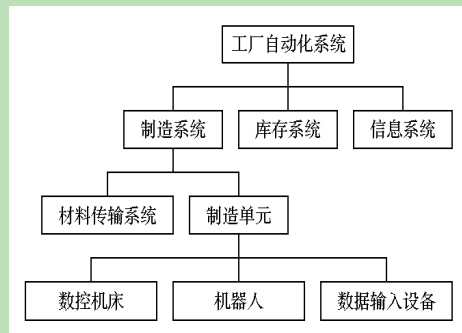 工厂自动化系统
制造系统
库存系统
信息系统
材料传输系统
制造单元
数控机床
机器人
数据输入设备